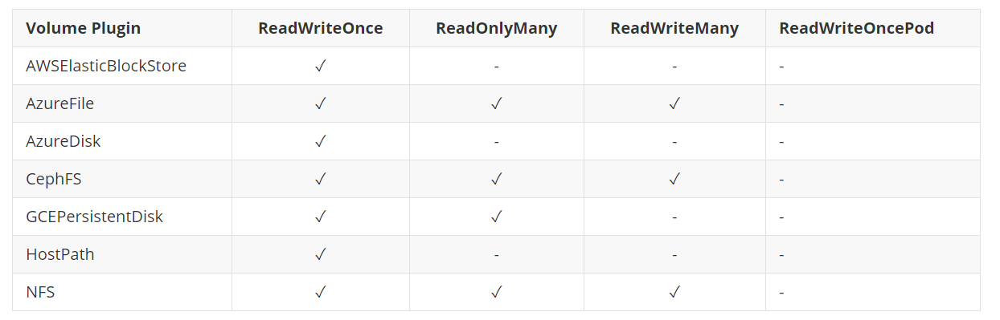 Volume Plugin ReadWriteOnce ReadOnlyMany ReadWriteMany ReadWriteOncePod
AWSElasticBlockStore ✓ - - -
AzureFile ✓ ✓ ✓ -
AzureDisk ✓ - - -
CephFS ✓ ✓ ✓ -
GCEPersistentDisk ✓ ✓ - -
HostPath ✓ - - -
NFS ✓ ✓ ✓ -